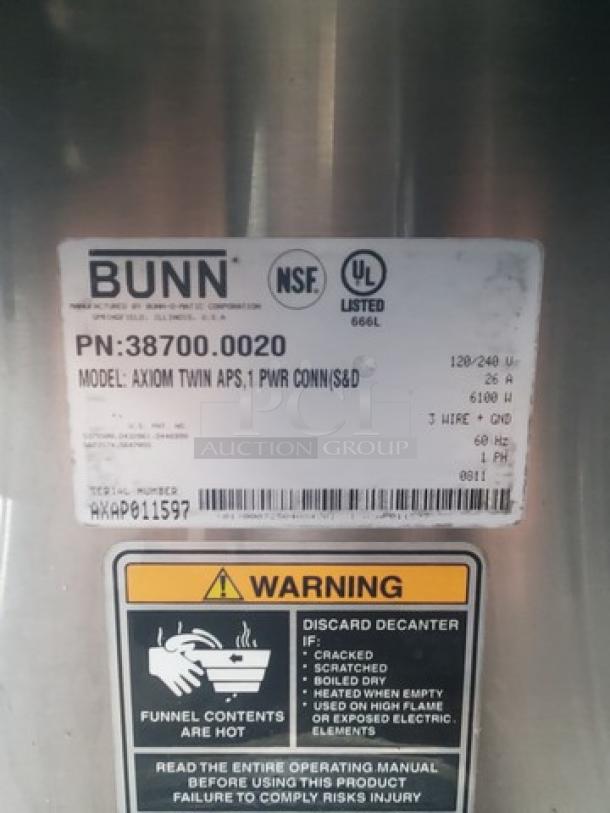 BUNN
MANUFACTURED BY BUNN-O-MATIC CORPORATION
SPRINGFIELD, ILLINOIS, U.S.A
NSF.
UL
LISTED
666L
PN:38700.0020
MODEL: AXIOM TWIN APS,1 PWR CONN(S&D
120/240 V
26 A
6100 W
3 WIRE + GND
60 Hz
1 PH
0811
U.S. PAT. NO.
SERIAL NUMBER
AXAP011597
PCI
AUCTION GROUP
WARNING
FUNNEL CONTENTS
ARE HOT
DISCARD DECANTER
IF:
• CRACKED
• SCRATCHED
• BOILED DRY
• HEATED WHEN EMPTY
• USED ON HIGH FLAME
OR EXPOSED ELECTRIC
ELEMENTS
READ THE ENTIRE OPERATING MANUAL
BEFORE USING THIS PRODUCT
FAILURE TO COMPLY RISKS INJURY